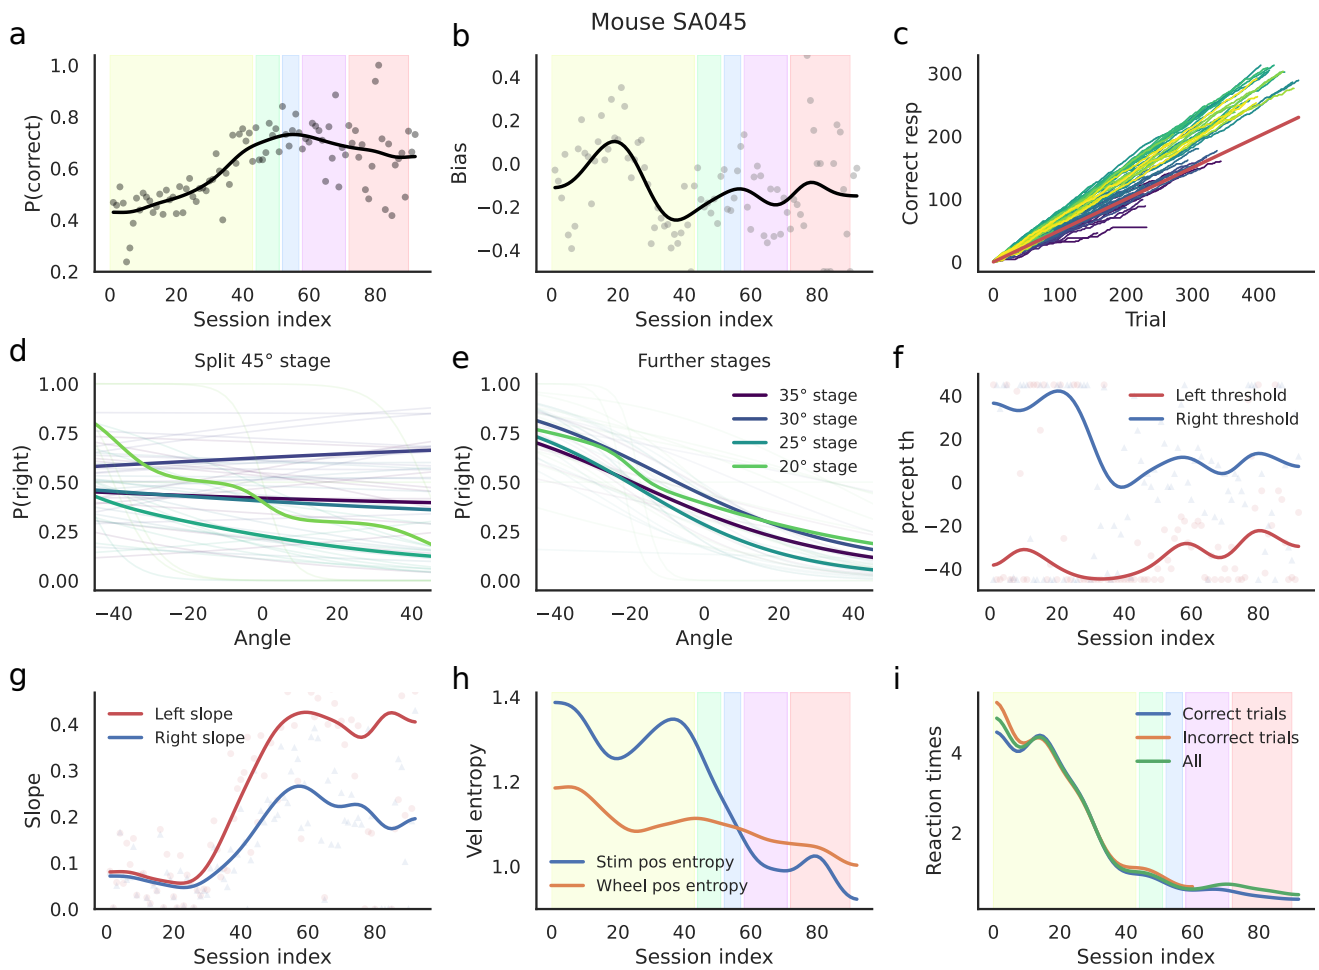 Mouse SA045
a
P(correct)
1.0
0.8
0.6
0.4
0.2
0 20 40 60 80
Session index
b
Bias
0.4
0.2
0.0
−0.2
−0.4
0 20 40 60 80
Session index
c
Correct resp
300
200
100
0
0 100 200 300 400
Trial
d
Split 45° stage
P(right)
1.00
0.75
0.50
0.25
0.00
−40 −20 0 20 40
Angle
e
Further stages
P(right)
1.00
0.75
0.50
0.25
0.00
35° stage
30° stage
25° stage
20° stage
−40 −20 0 20 40
Angle
f
percept th
40
20
0
−20
−40
Left threshold
Right threshold
0 20 40 60 80
Session index
g
Slope
0.4
0.3
0.2
0.1
0.0
Left slope
Right slope
0 20 40 60 80
Session index
h
Vel entropy
1.4
1.2
1.0
Stim pos entropy
Wheel pos entropy
0 20 40 60 80
Session index
i
Reaction times
4
2
Correct trials
Incorrect trials
All
0 20 40 60 80
Session index